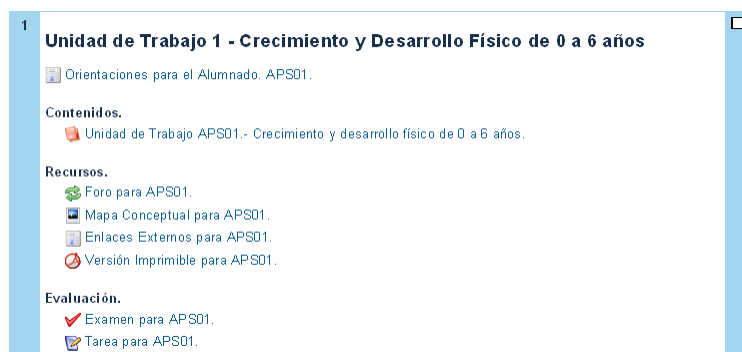 1
Unidad de Trabajo 1 - Crecimiento y Desarrollo Físico de 0 a 6 años
Orientaciones para el Alumnado. APS01.
Contenidos.
Unidad de Trabajo APS01.- Crecimiento y desarrollo físico de 0 a 6 años.
Recursos.
Foro para APS01.
Mapa Conceptual para APS01.
Enlaces Externos para APS01.
Versión Imprimible para APS01.
Evaluación.
Examen para APS01.
Tarea para APS01.